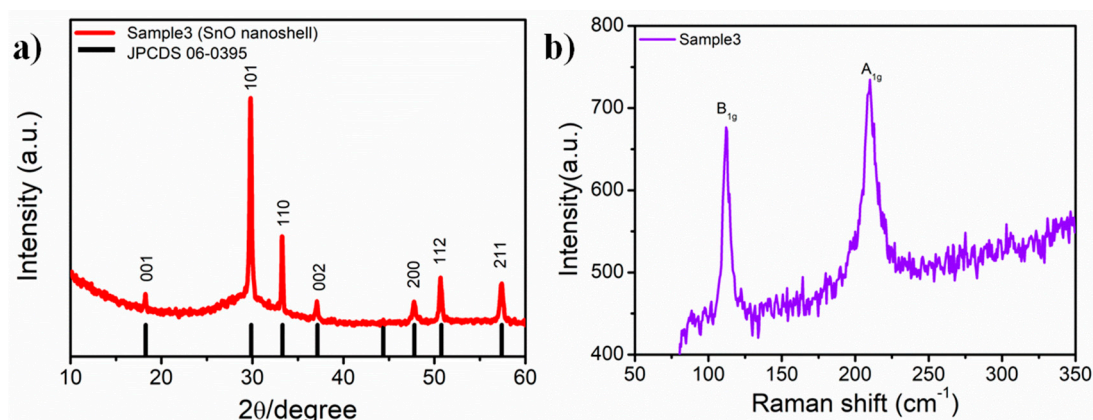 a)
Sample3 (SnO nanoshell)
JPCDS 06-0395
001
101
110
002
200
112
211
Intensity (a.u.)
10 20 30 40 50 60
2θ/degree
b)
Sample3
B1g
A1g
800
700
600
500
400
Intensity(a.u.)
50 100 150 200 250 300 350
Raman shift (cm-1)